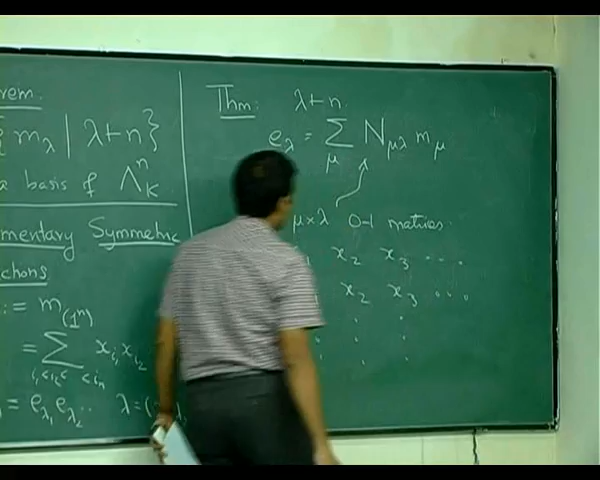 rem.
m_λ | λ ⊢ n}
a basis of Λ^n_K
mentary Symmetric
ctions
:= m_(1^n)
= ∑ x_{i_1} x_{i_2}
i_1 < i_2 < < i_n
= e_{λ_1} e_{λ_2} .. λ = (
Thm: λ ⊢ n.
e_λ = ∑_μ N_{μλ} m_μ
μ×λ 0-1 matrices.
x_2 x_3 ....
x_2 x_3 ....